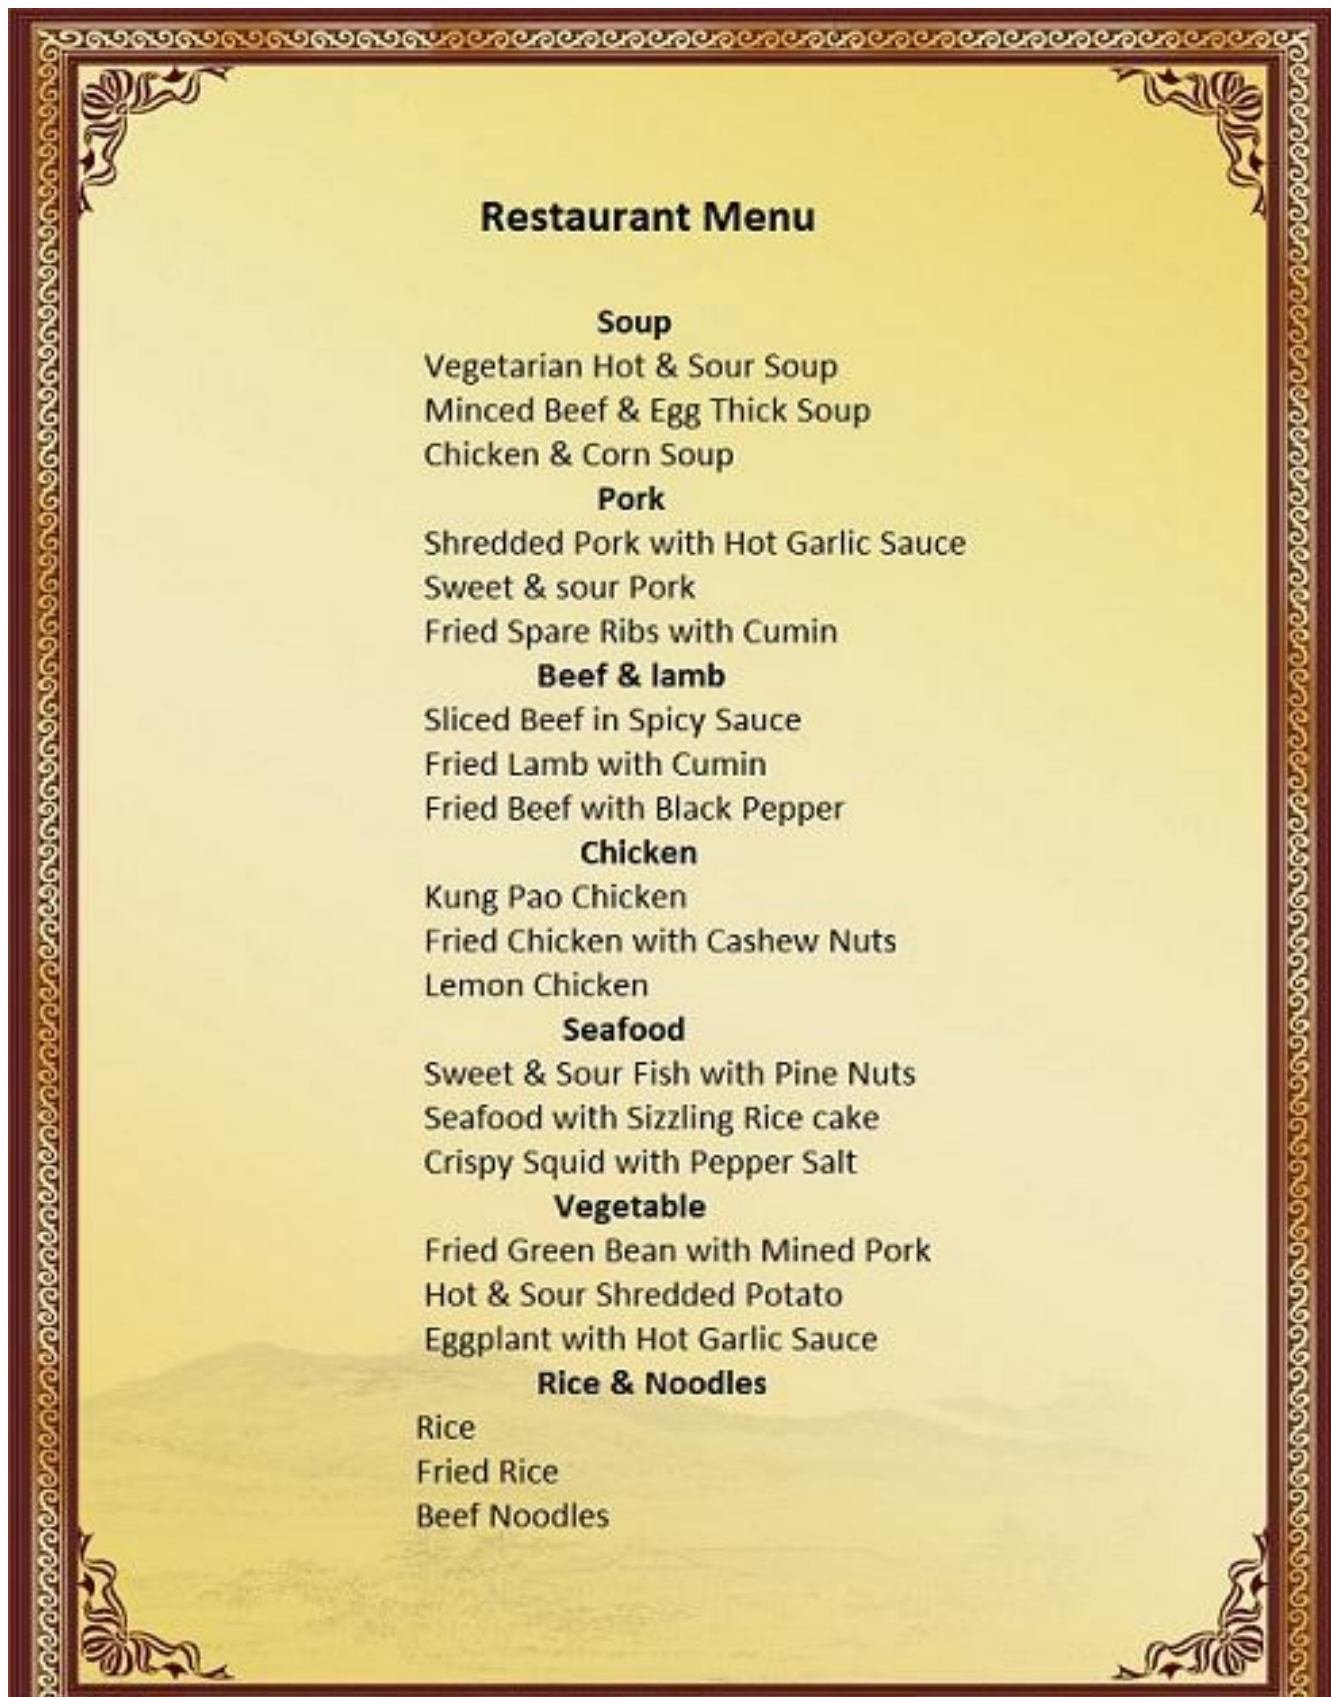 Restaurant Menu
Soup
Vegetarian Hot & Sour Soup
Minced Beef & Egg Thick Soup
Chicken & Corn Soup
Pork
Shredded Pork with Hot Garlic Sauce
Sweet & sour Pork
Fried Spare Ribs with Cumin
Beef & lamb
Sliced Beef in Spicy Sauce
Fried Lamb with Cumin
Fried Beef with Black Pepper
Chicken
Kung Pao Chicken
Fried Chicken with Cashew Nuts
Lemon Chicken
Seafood
Sweet & Sour Fish with Pine Nuts
Seafood with Sizzling Rice cake
Crispy Squid with Pepper Salt
Vegetable
Fried Green Bean with Mined Pork
Hot & Sour Shredded Potato
Eggplant with Hot Garlic Sauce
Rice & Noodles
Rice
Fried Rice
Beef Noodles